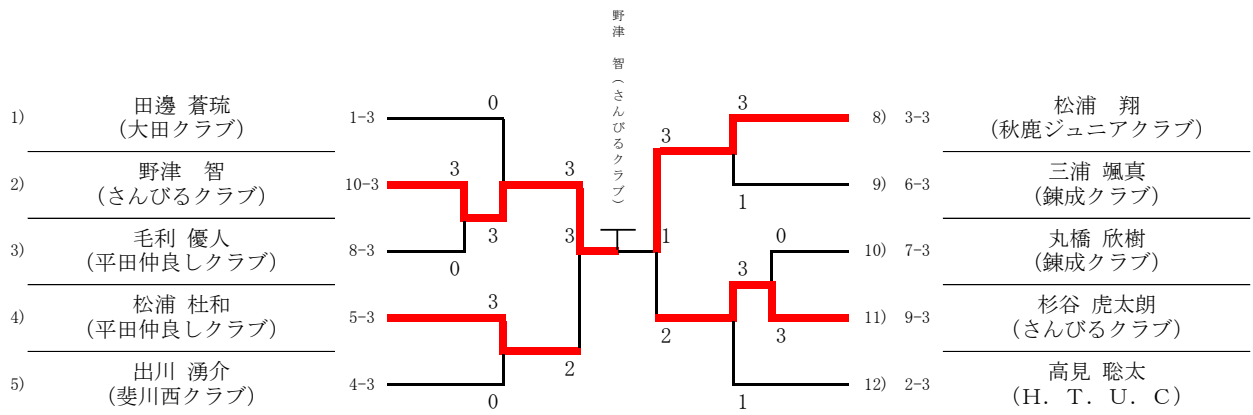 野津　智(さんびるクラブ)
1)
田邊 蒼琉
(大田クラブ)
1-3
0
2)
野津　智
(さんびるクラブ)
10-3
3
3
3
3)
毛利 優人
(平田仲良しクラブ)
8-3
0
3
4)
松浦 杜和
(平田仲良しクラブ)
5-3
3
2
5)
出川 湧介
(斐川西クラブ)
4-3
0
3
3
8) 3-3
松浦　翔
(秋鹿ジュニアクラブ)
9) 6-3
三浦 颯真
(錬成クラブ)
1
1
0
10) 7-3
丸橋 欣樹
(錬成クラブ)
3
2
3
11) 9-3
杉谷 虎太朗
(さんびるクラブ)
1
12) 2-3
高見 聡太
(H．T．U．C)